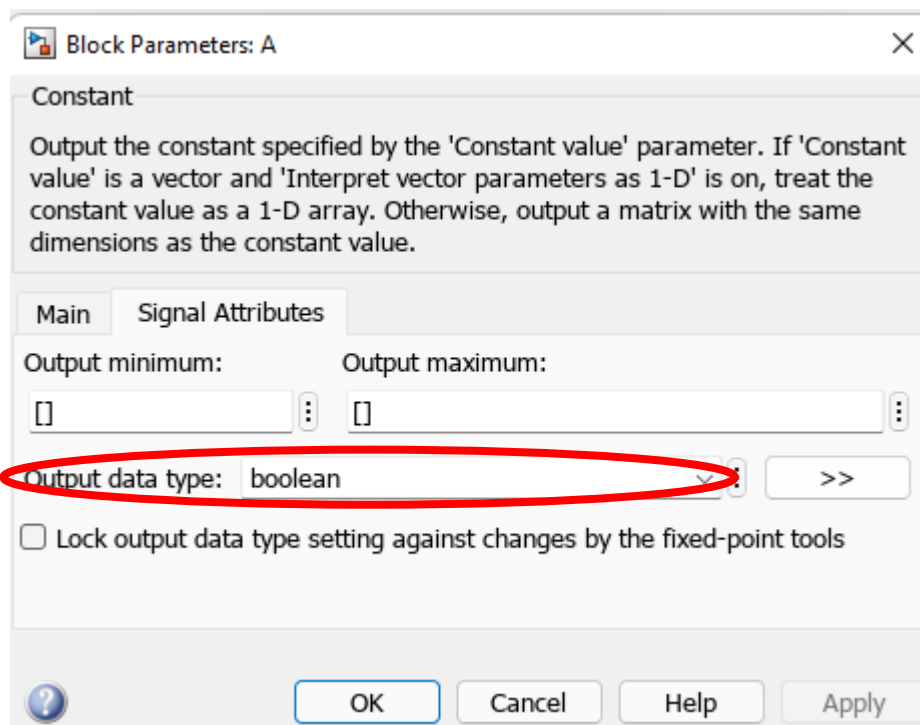 Block Parameters: A
Constant
Output the constant specified by the 'Constant value' parameter. If 'Constant
value' is a vector and 'Interpret vector parameters as 1-D' is on, treat the
constant value as a 1-D array. Otherwise, output a matrix with the same
dimensions as the constant value.
Main Signal Attributes
Output minimum: Output maximum:
[] []
Output data type: boolean >>
Lock output data type setting against changes by the fixed-point tools
? OK Cancel Help Apply